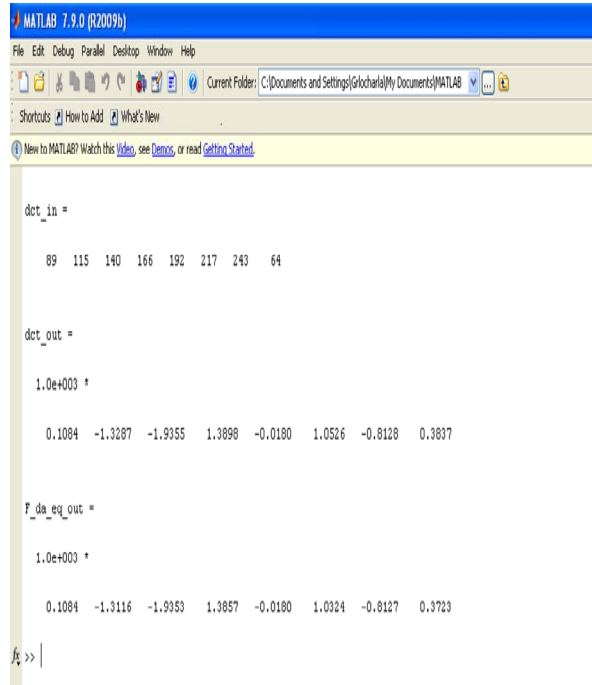 MATLAB 7.9.0 (R2009b)
File Edit Debug Parallel Desktop Window Help
Current Folder: C:\Documents and Settings\Grlocharla\My Documents\MATLAB ...
Shortcuts How to Add What's New
New to MATLAB? Watch this Video, see Demos, or read Getting Started.
dct_in =
89 115 140 166 192 217 243 64
dct_out =
1.0e+003 *
0.1084 -1.3287 -1.9355 1.3898 -0.0180 1.0526 -0.8128 0.3837
F_da_eq_out =
1.0e+003 *
0.1084 -1.3116 -1.9353 1.3857 -0.0180 1.0324 -0.8127 0.3723
fx >>